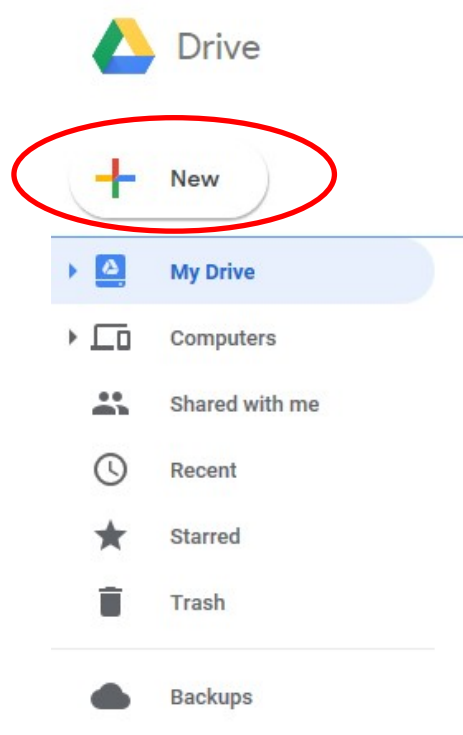 Drive
New
My Drive
Computers
Shared with me
Recent
Starred
Trash
Backups